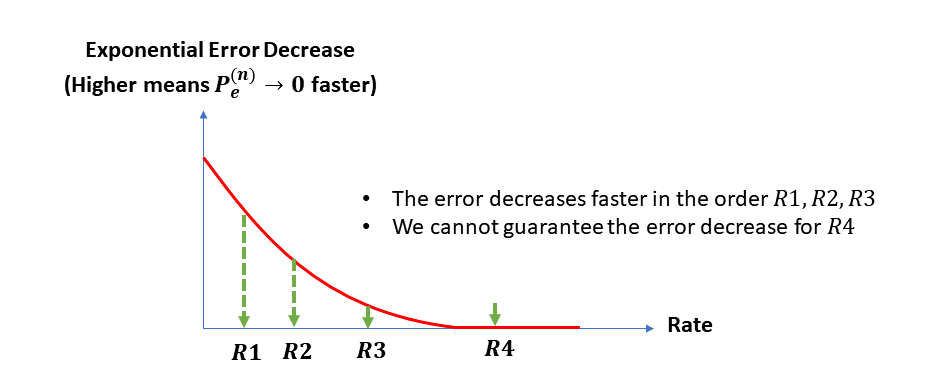 Exponential Error Decrease
(Higher means P_e^(n) → 0 faster)
• The error decreases faster in the order R1, R2, R3
• We cannot guarantee the error decrease for R4
Rate
R1 R2 R3 R4